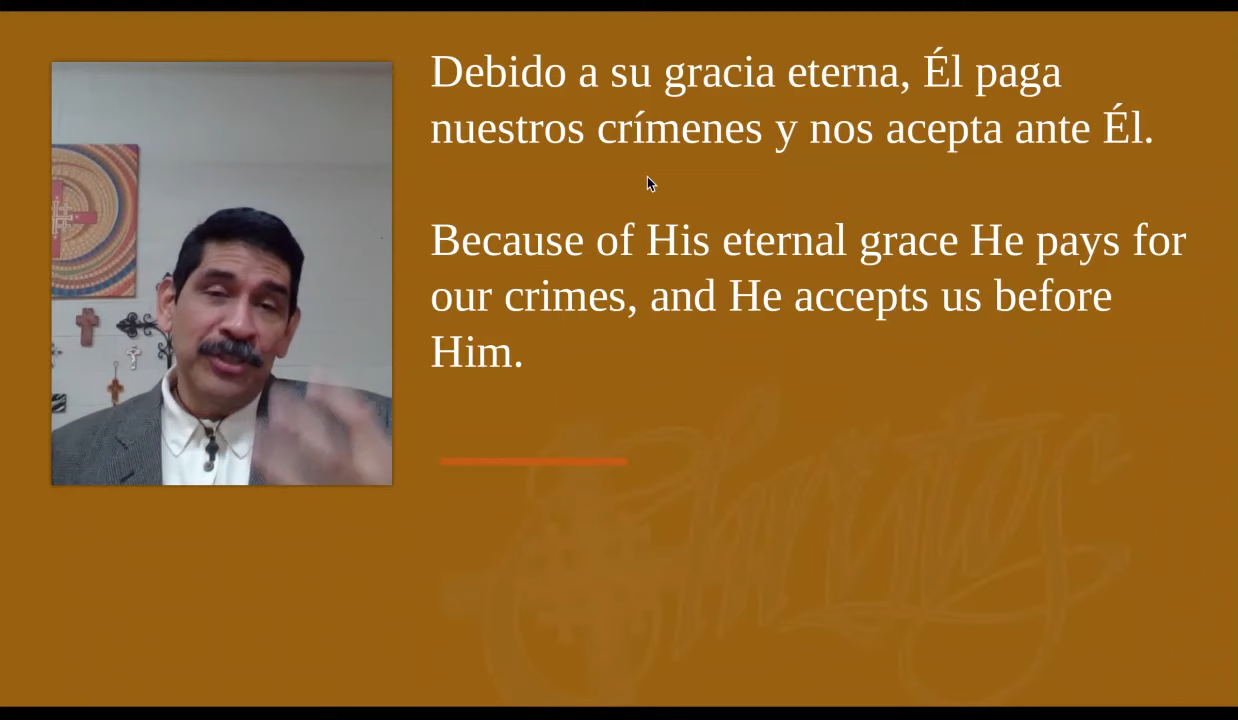 Debido a su gracia eterna, Él paga
nuestros crímenes y nos acepta ante Él.
Because of His eternal grace He pays for
our crimes, and He accepts us before
Him.